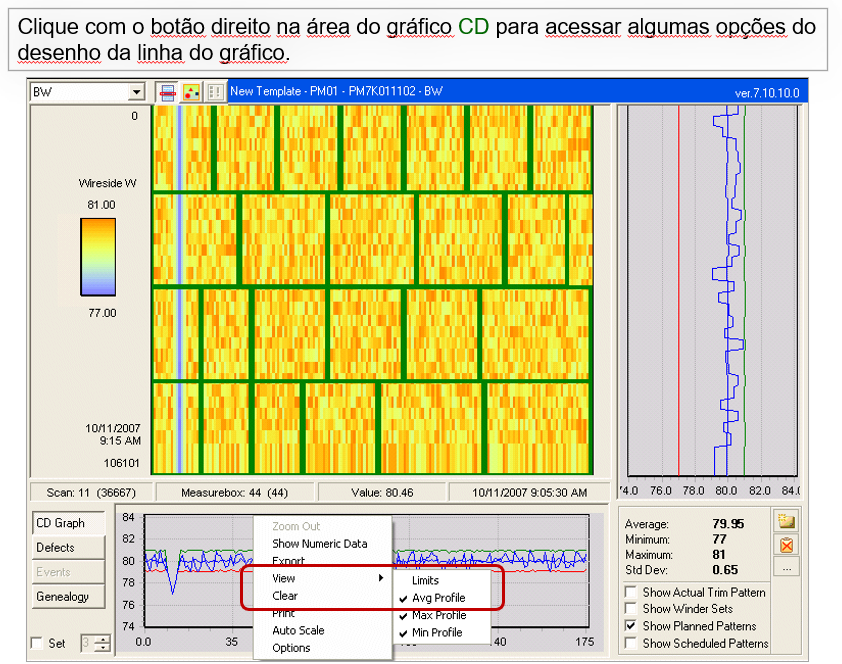 Clique com o botão direito na área do gráfico CD para acessar algumas opções do
desenho da linha do gráfico.
BW
New Template - PM01 - PM7K011102 - BW
ver.7.10.10.0
0
Wireside W
81.00
77.00
10/11/2007
9:15 AM
106101
74.0 76.0 78.0 80.0 82.0 84.0
Scan: 11 (36667)
Measurebox: 44 (44)
Value: 80.46
10/11/2007 9:05:30 AM
CD Graph
Defects
Events
Genealogy
Set
3
84
82
80
78
76
74
0.0
35
140
175
Zoom Out
Show Numeric Data
Export
View
Clear
Print
Auto Scale
Options
Limits
Avg Profile
Max Profile
Min Profile
Average: 79.95
Minimum: 77
Maximum: 81
Std Dev: 0.65
...
Show Actual Trim Pattern
Show Winder Sets
Show Planned Patterns
Show Scheduled Patterns